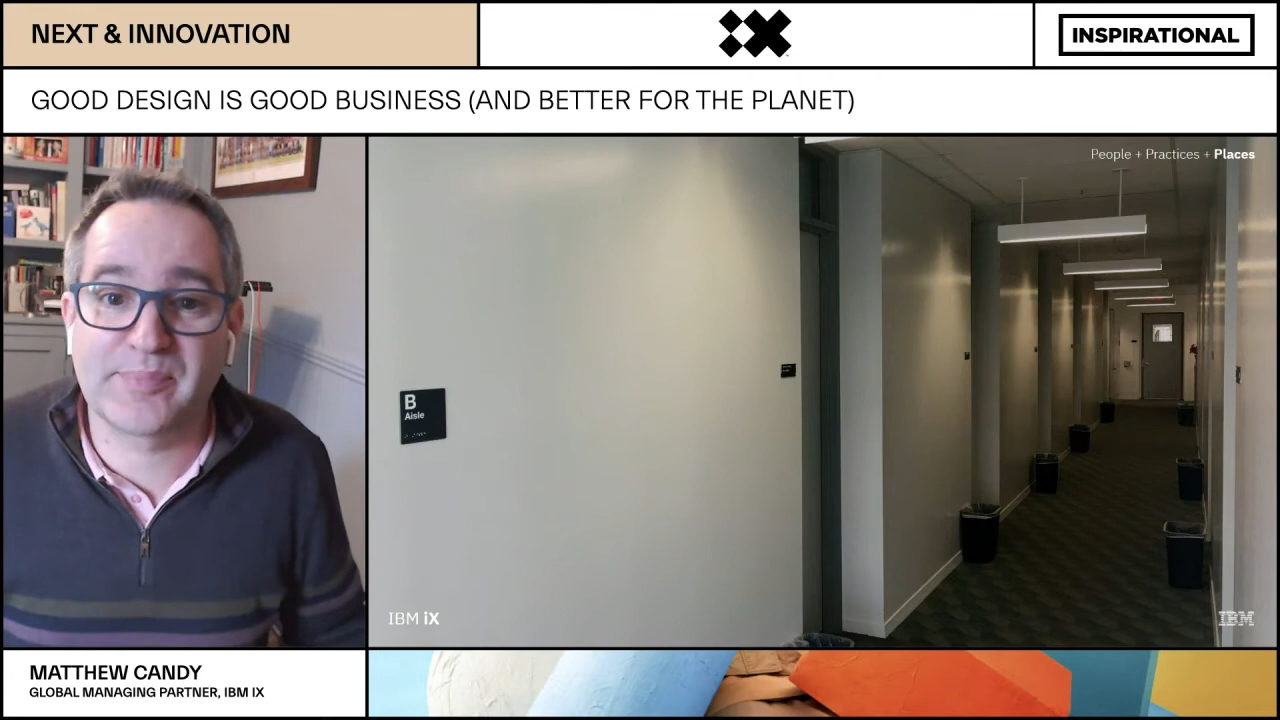 NEXT & INNOVATION
INSPIRATIONAL
GOOD DESIGN IS GOOD BUSINESS (AND BETTER FOR THE PLANET)
People + Practices + Places
B
Aisle
IBM iX
IBM
MATTHEW CANDY
GLOBAL MANAGING PARTNER, IBM IX